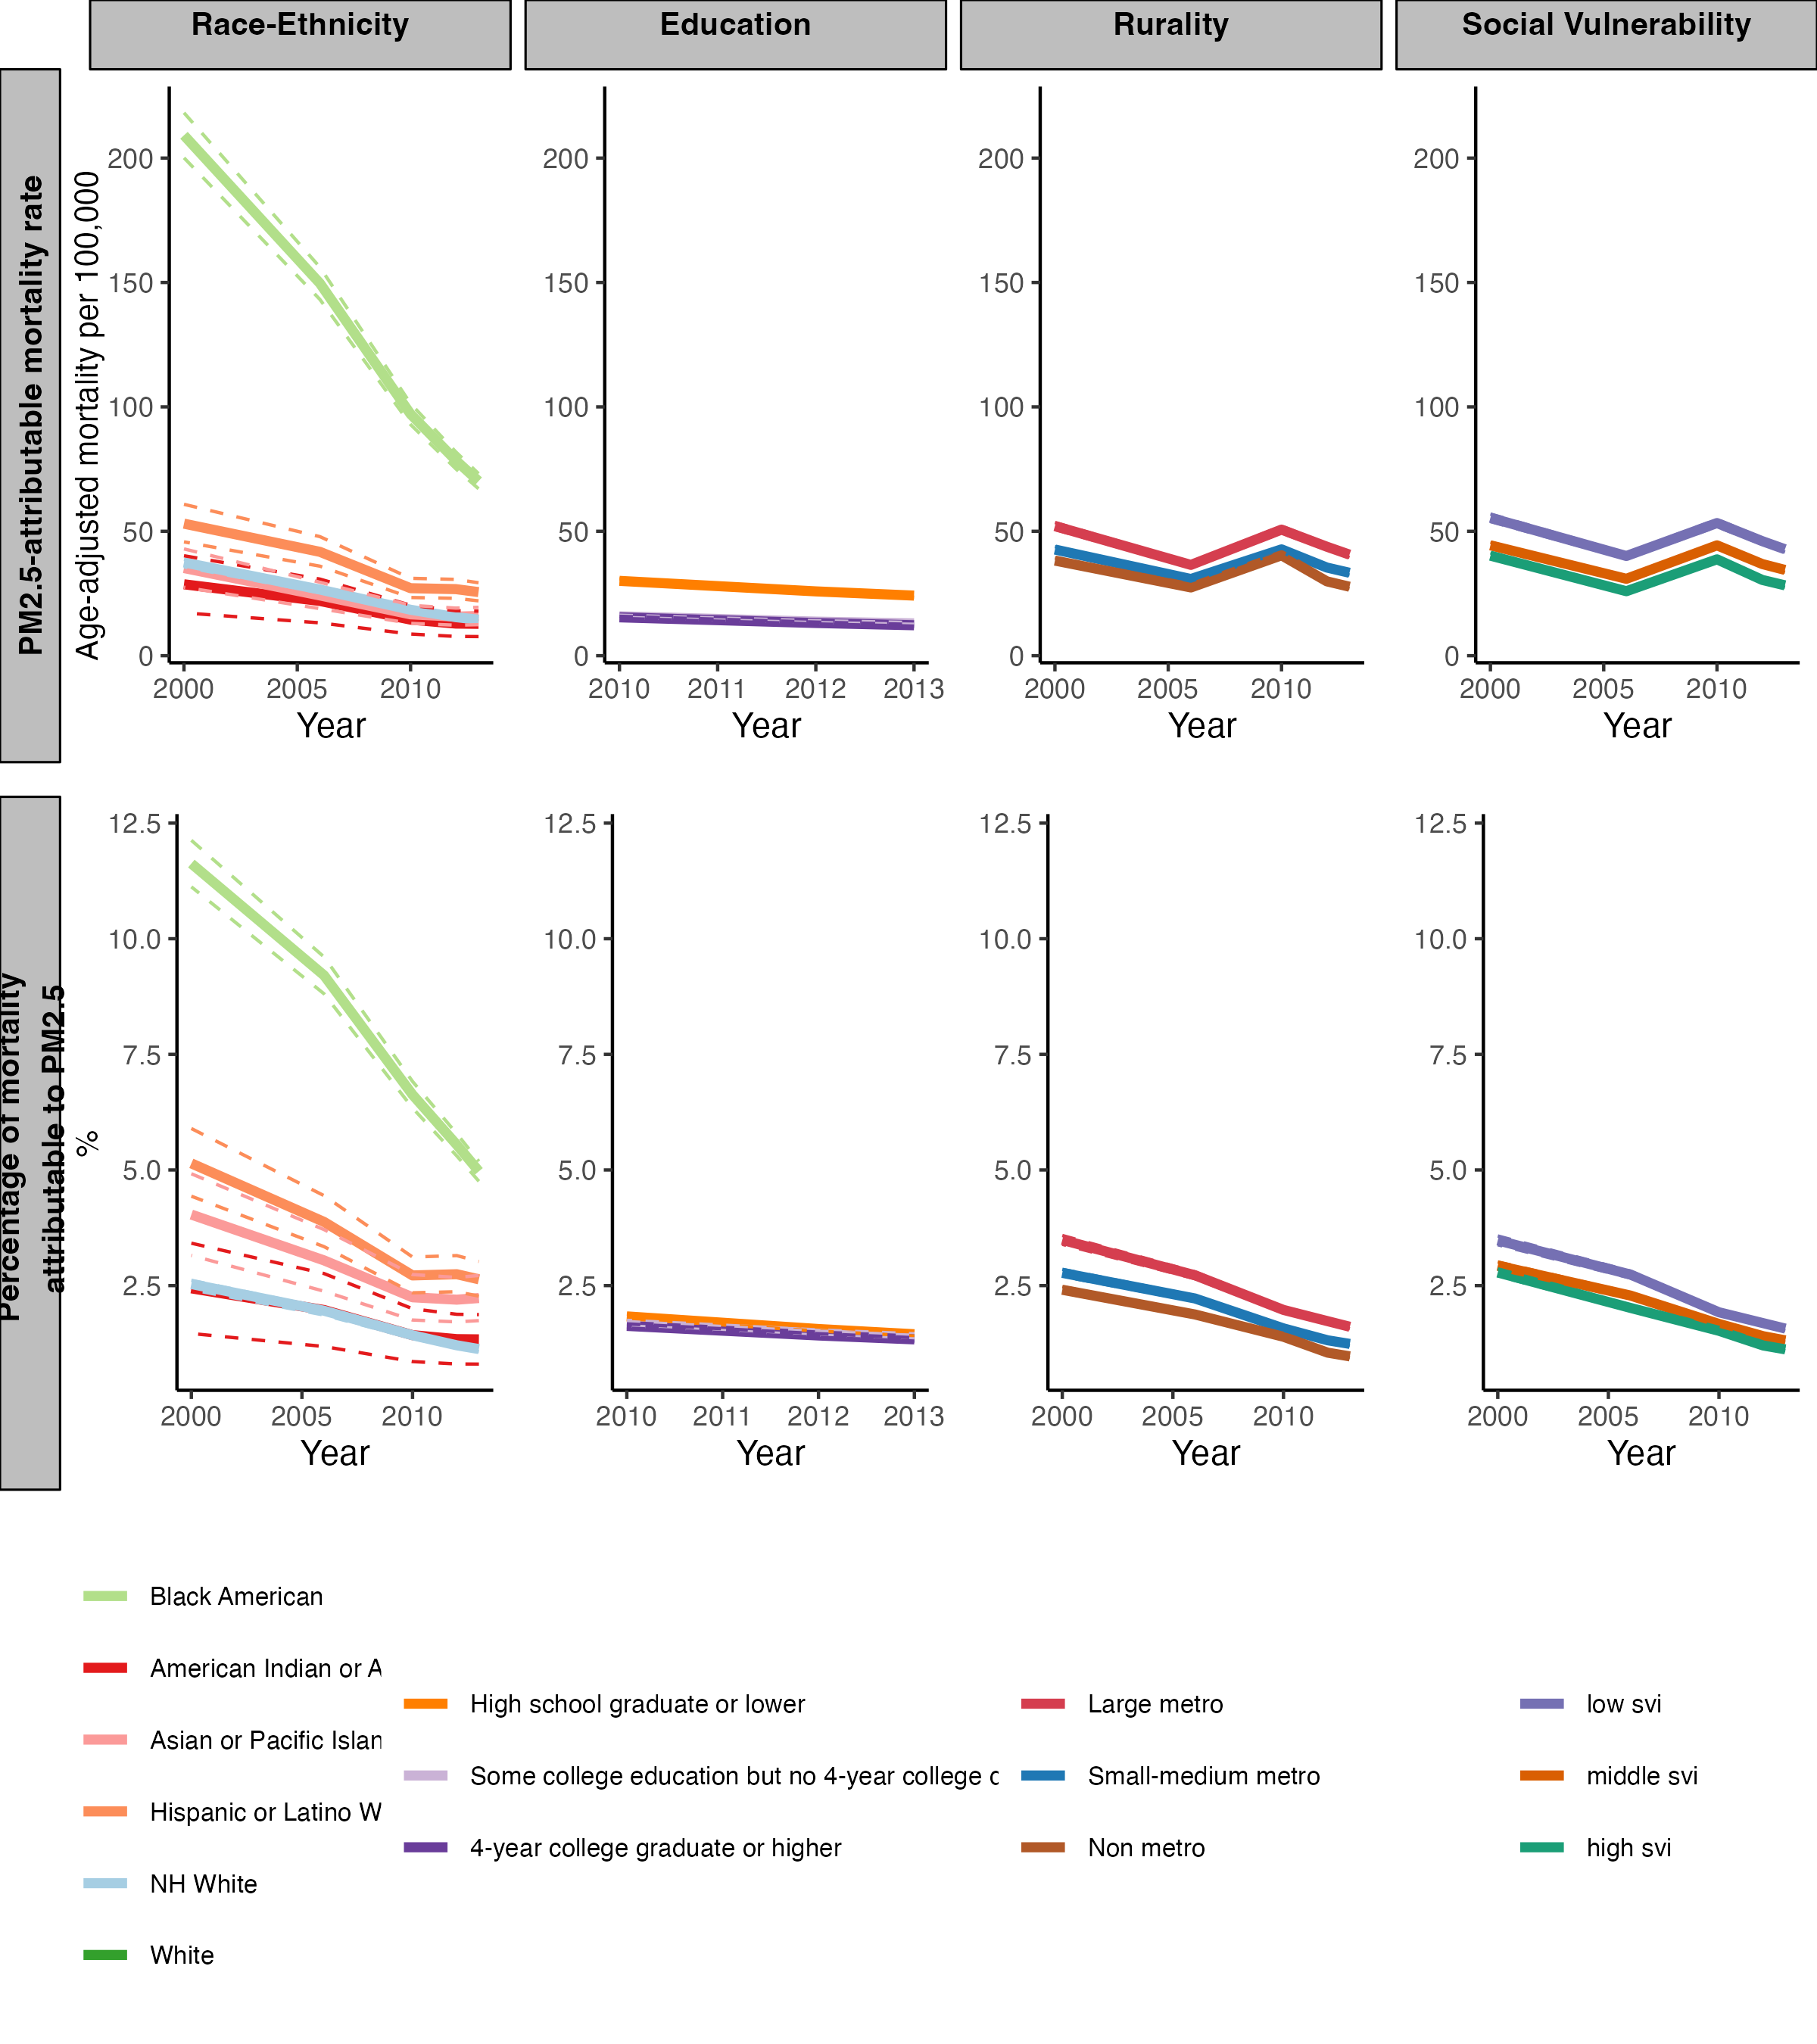 Race-Ethnicity
Education
Rurality
Social Vulnerability
PM2.5-attributable mortality rate
Age-adjusted mortality per 100,000
200
150
100
50
0
2000 2005 2010
Year
200
150
100
50
0
2010 2011 2012 2013
Year
200
150
100
50
0
2000 2005 2010
Year
200
150
100
50
0
2000 2005 2010
Year
Percentage of mortality
attributable to PM2.5
%
12.5
10.0
7.5
5.0
2.5
2000 2005 2010
Year
12.5
10.0
7.5
5.0
2.5
2010 2011 2012 2013
Year
12.5
10.0
7.5
5.0
2.5
2000 2005 2010
Year
12.5
10.0
7.5
5.0
2.5
2000 2005 2010
Year
Black American
American Indian or A
Asian or Pacific Islan
Hispanic or Latino W
NH White
White
High school graduate or lower
Some college education but no 4-year college
4-year college graduate or higher
Large metro
Small-medium metro
Non metro
low svi
middle svi
high svi